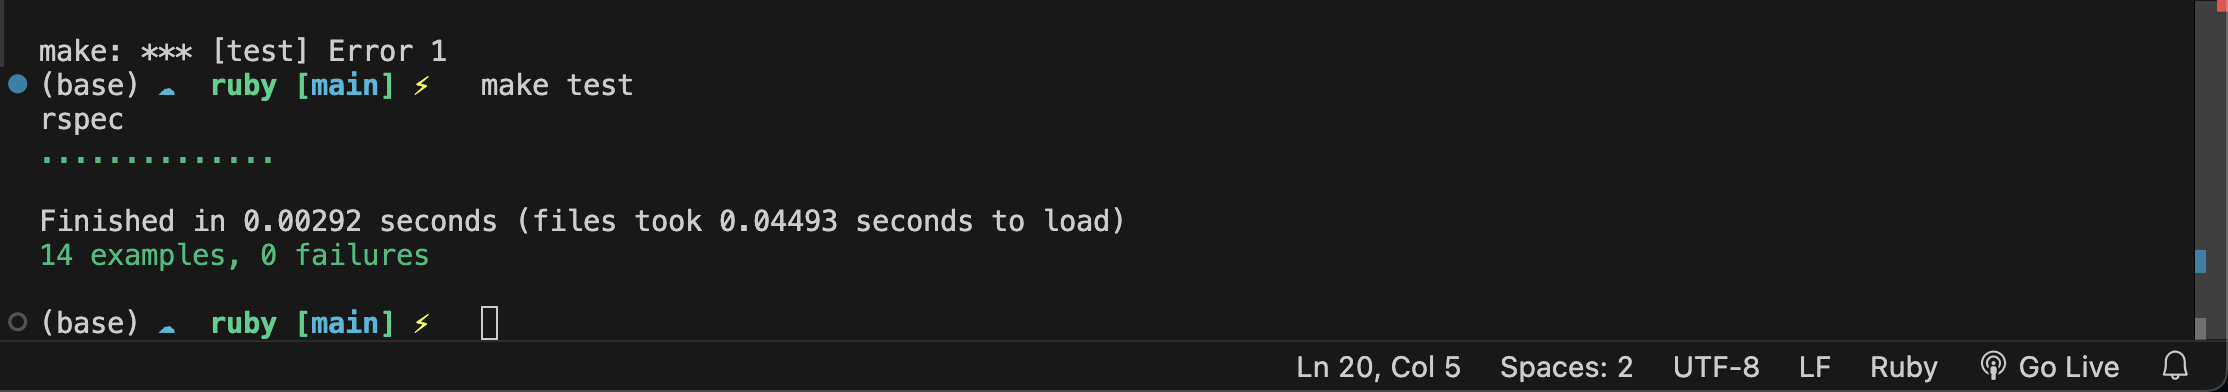 make: *** [test] Error 1
(base) ☁  ruby [main] ⚡  make test
rspec
..............
Finished in 0.00292 seconds (files took 0.04493 seconds to load)
14 examples, 0 failures
(base) ☁  ruby [main] ⚡
Ln 20, Col 5  Spaces: 2  UTF-8  LF  Ruby  Go Live